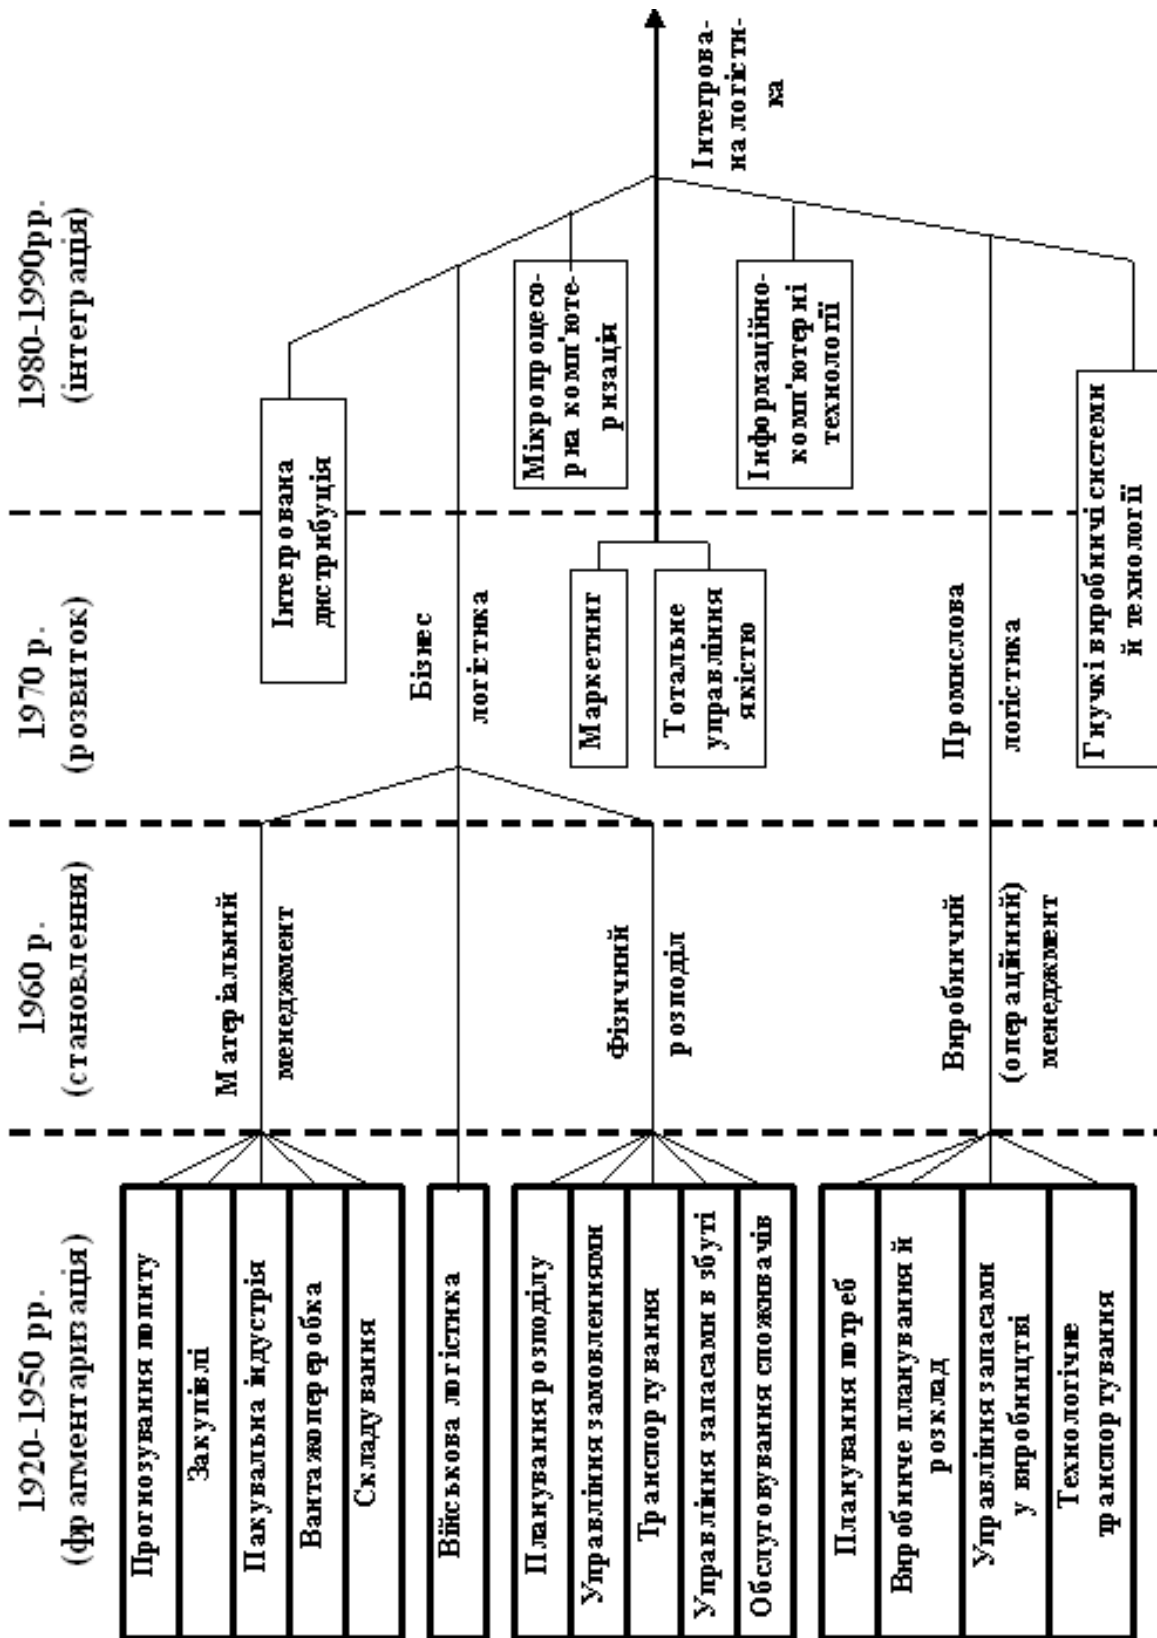 1920-1950 рр.
(фрагментаризація)
1960 р.
(становлення)
1970 р.
(розвиток)
1980-1990рр.
(інтеграція)
Прогнозування попиту
Закупівлі
Пакувальна індустрія
Вантажопереробка
Складування
Військова логістика
Планування розподілу
Управління замовленнями
Транспортування
Управління запасами в збуті
Обслуговування споживачів
Планування потреб
Виробниче планування й
розклад
Управління запасами
у виробництві
Технологічне
транспортування
Матеріальний
менеджмент
Фізичний
розподіл
Виробничий
(операційний)
менеджмент
Бізнес
логістика
Маркетинг
Тотальне
управління
якістю
Промислова
логістика
Інтегрована
дистрибуція
Мікропроцесо-
рна комп'юте-
ризація
Інформаційно-
комп'ютерні
технології
Гнучкі виробничі системи
й технології
Інтегрова-
на логісти-
ка